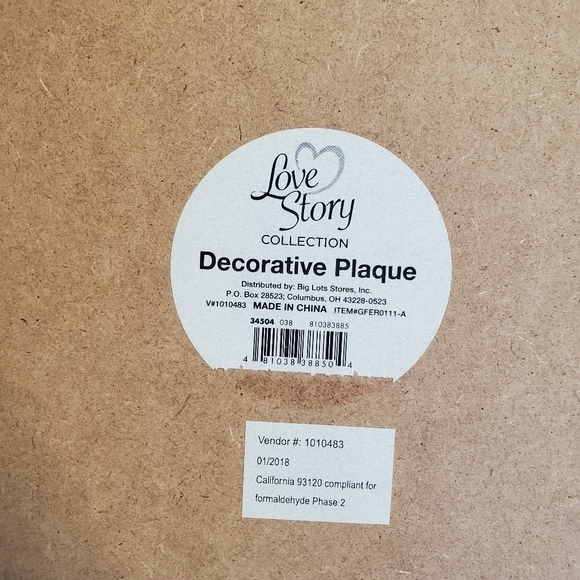 Love
Story
COLLECTION
Decorative Plaque
Distributed by: Big Lots Stores, Inc.
P.O. Box 28523; Columbus, OH 43228-0523
V#1010483 MADE IN CHINA ITEM#GFER0111-A
34504 038 810383885
4 81038 38850 4
Vendor #: 1010483
01/2018
California 93120 compliant for
formaldehyde Phase 2